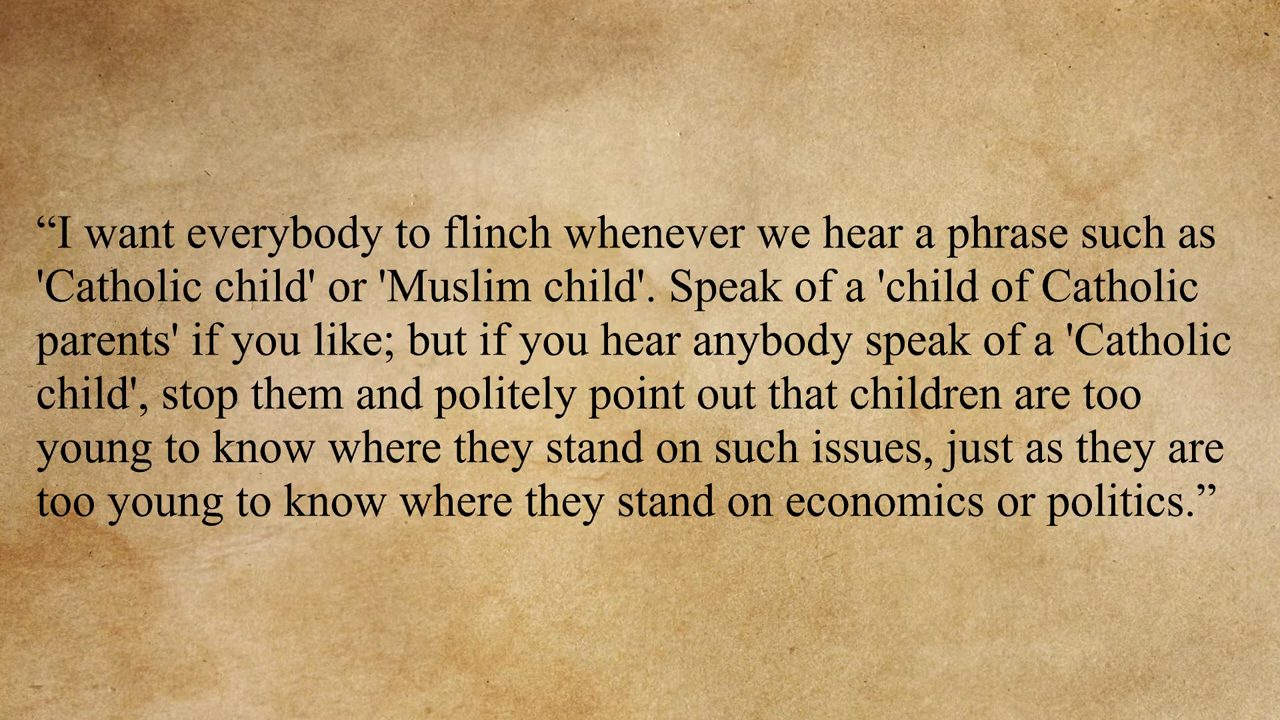 “I want everybody to flinch whenever we hear a phrase such as
'Catholic child' or 'Muslim child'. Speak of a 'child of Catholic
parents' if you like; but if you hear anybody speak of a 'Catholic
child', stop them and politely point out that children are too
young to know where they stand on such issues, just as they are
too young to know where they stand on economics or politics.”